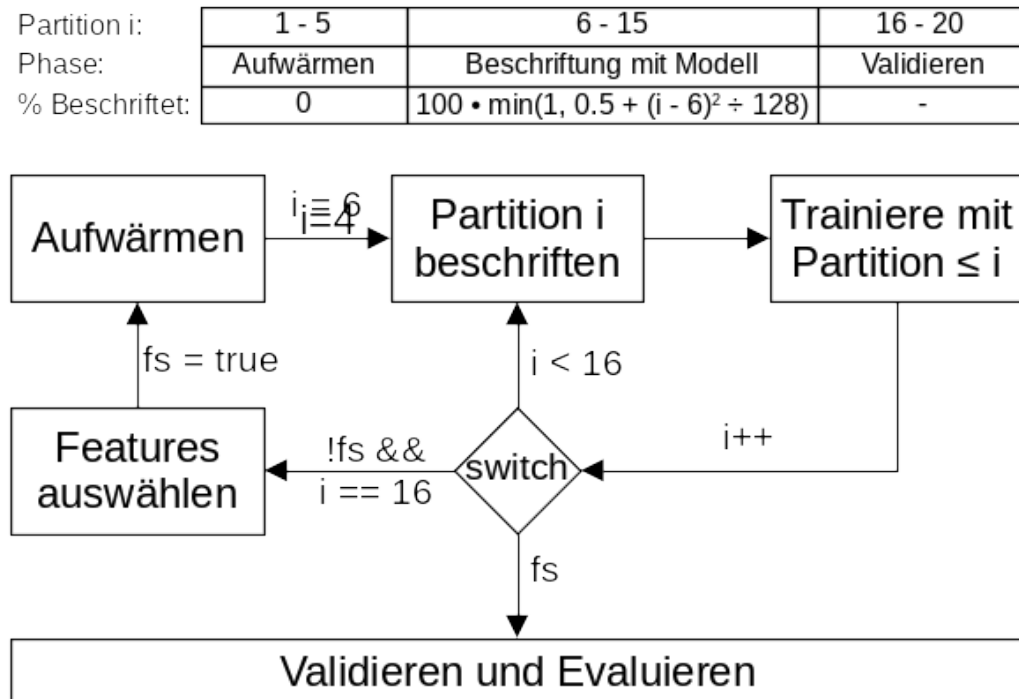 Partition i: 1 - 5 6 - 15 16 - 20
Phase: Aufwärmen Beschriftung mit Modell Validieren
% Beschriftet: 0 100 • min(1, 0.5 + (i - 6)² ÷ 128) -
Aufwärmen
i = 6
i=4
Partition i
beschriften
Trainiere mit
Partition ≤ i
fs = true
i < 16
Features
auswählen
!fs &&
i == 16
switch
i++
fs
Validieren und Evaluieren